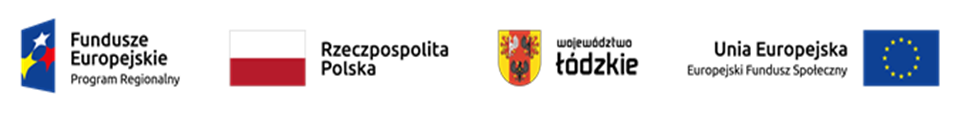 Fundusze
Europejskie
Program Regionalny
Rzeczpospolita
Polska
województwo
łódzkie
Unia Europejska
Europejski Fundusz Społeczny